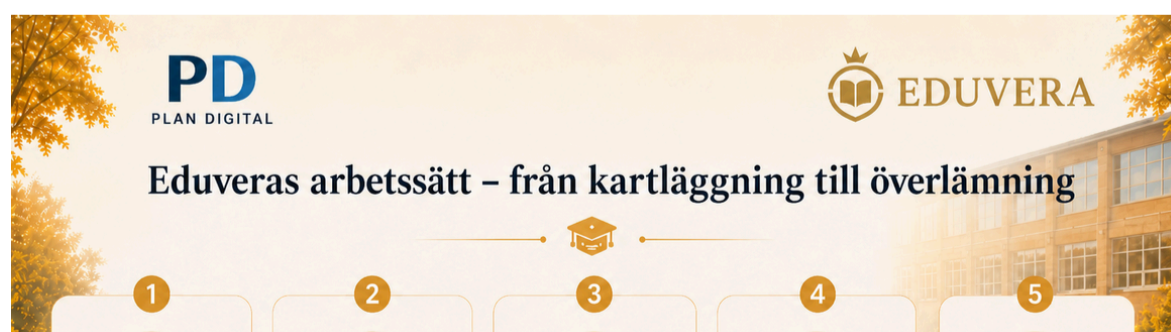 PD
PLAN DIGITAL
EDUVERA
Eduveras arbetssätt – från kartläggning till överlämning
1 2 3 4 5